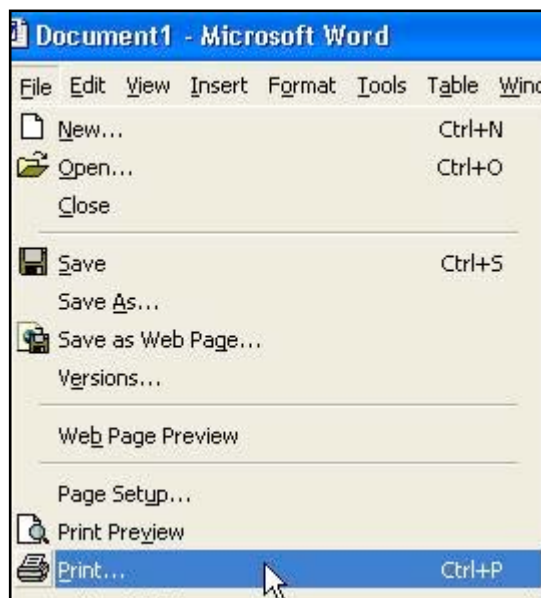 Document1 - Microsoft Word
File Edit View Insert Format Tools Table
New... Ctrl+N
Open... Ctrl+O
Close
Save Ctrl+S
Save As...
Save as Web Page...
Versions...
Web Page Preview
Page Setup...
Print Preview
Print... Ctrl+P